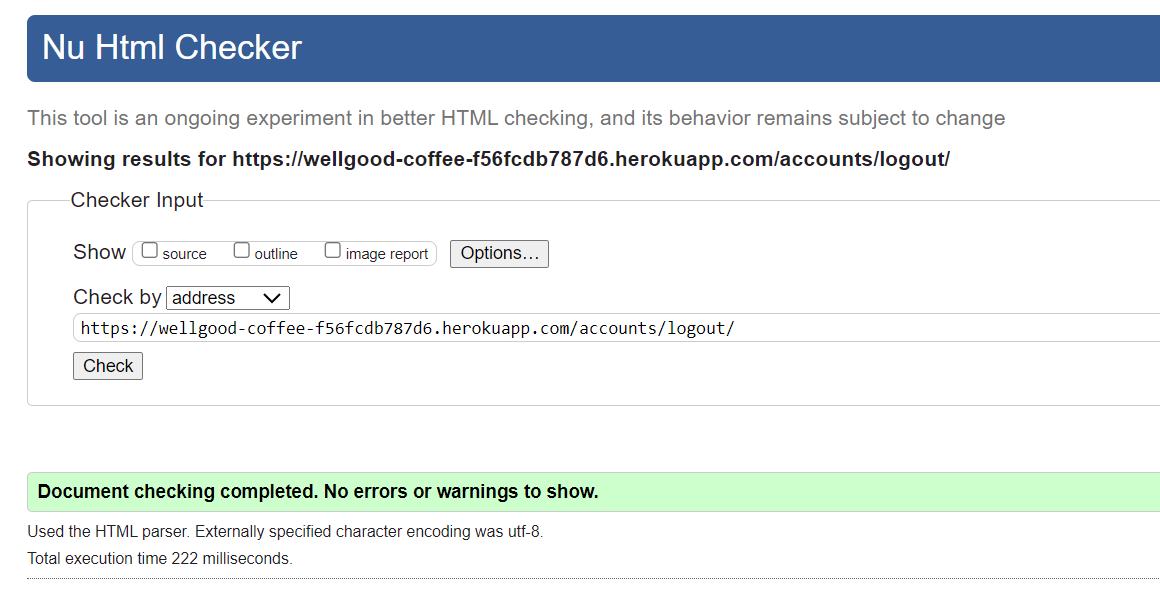 Nu Html Checker
This tool is an ongoing experiment in better HTML checking, and its behavior remains subject to change
Showing results for https://wellgood-coffee-f56fcdb787d6.herokuapp.com/accounts/logout/
Checker Input
Show source outline image report Options...
Check by address
https://wellgood-coffee-f56fcdb787d6.herokuapp.com/accounts/logout/
Check
Document checking completed. No errors or warnings to show.
Used the HTML parser. Externally specified character encoding was utf-8.
Total execution time 222 milliseconds.